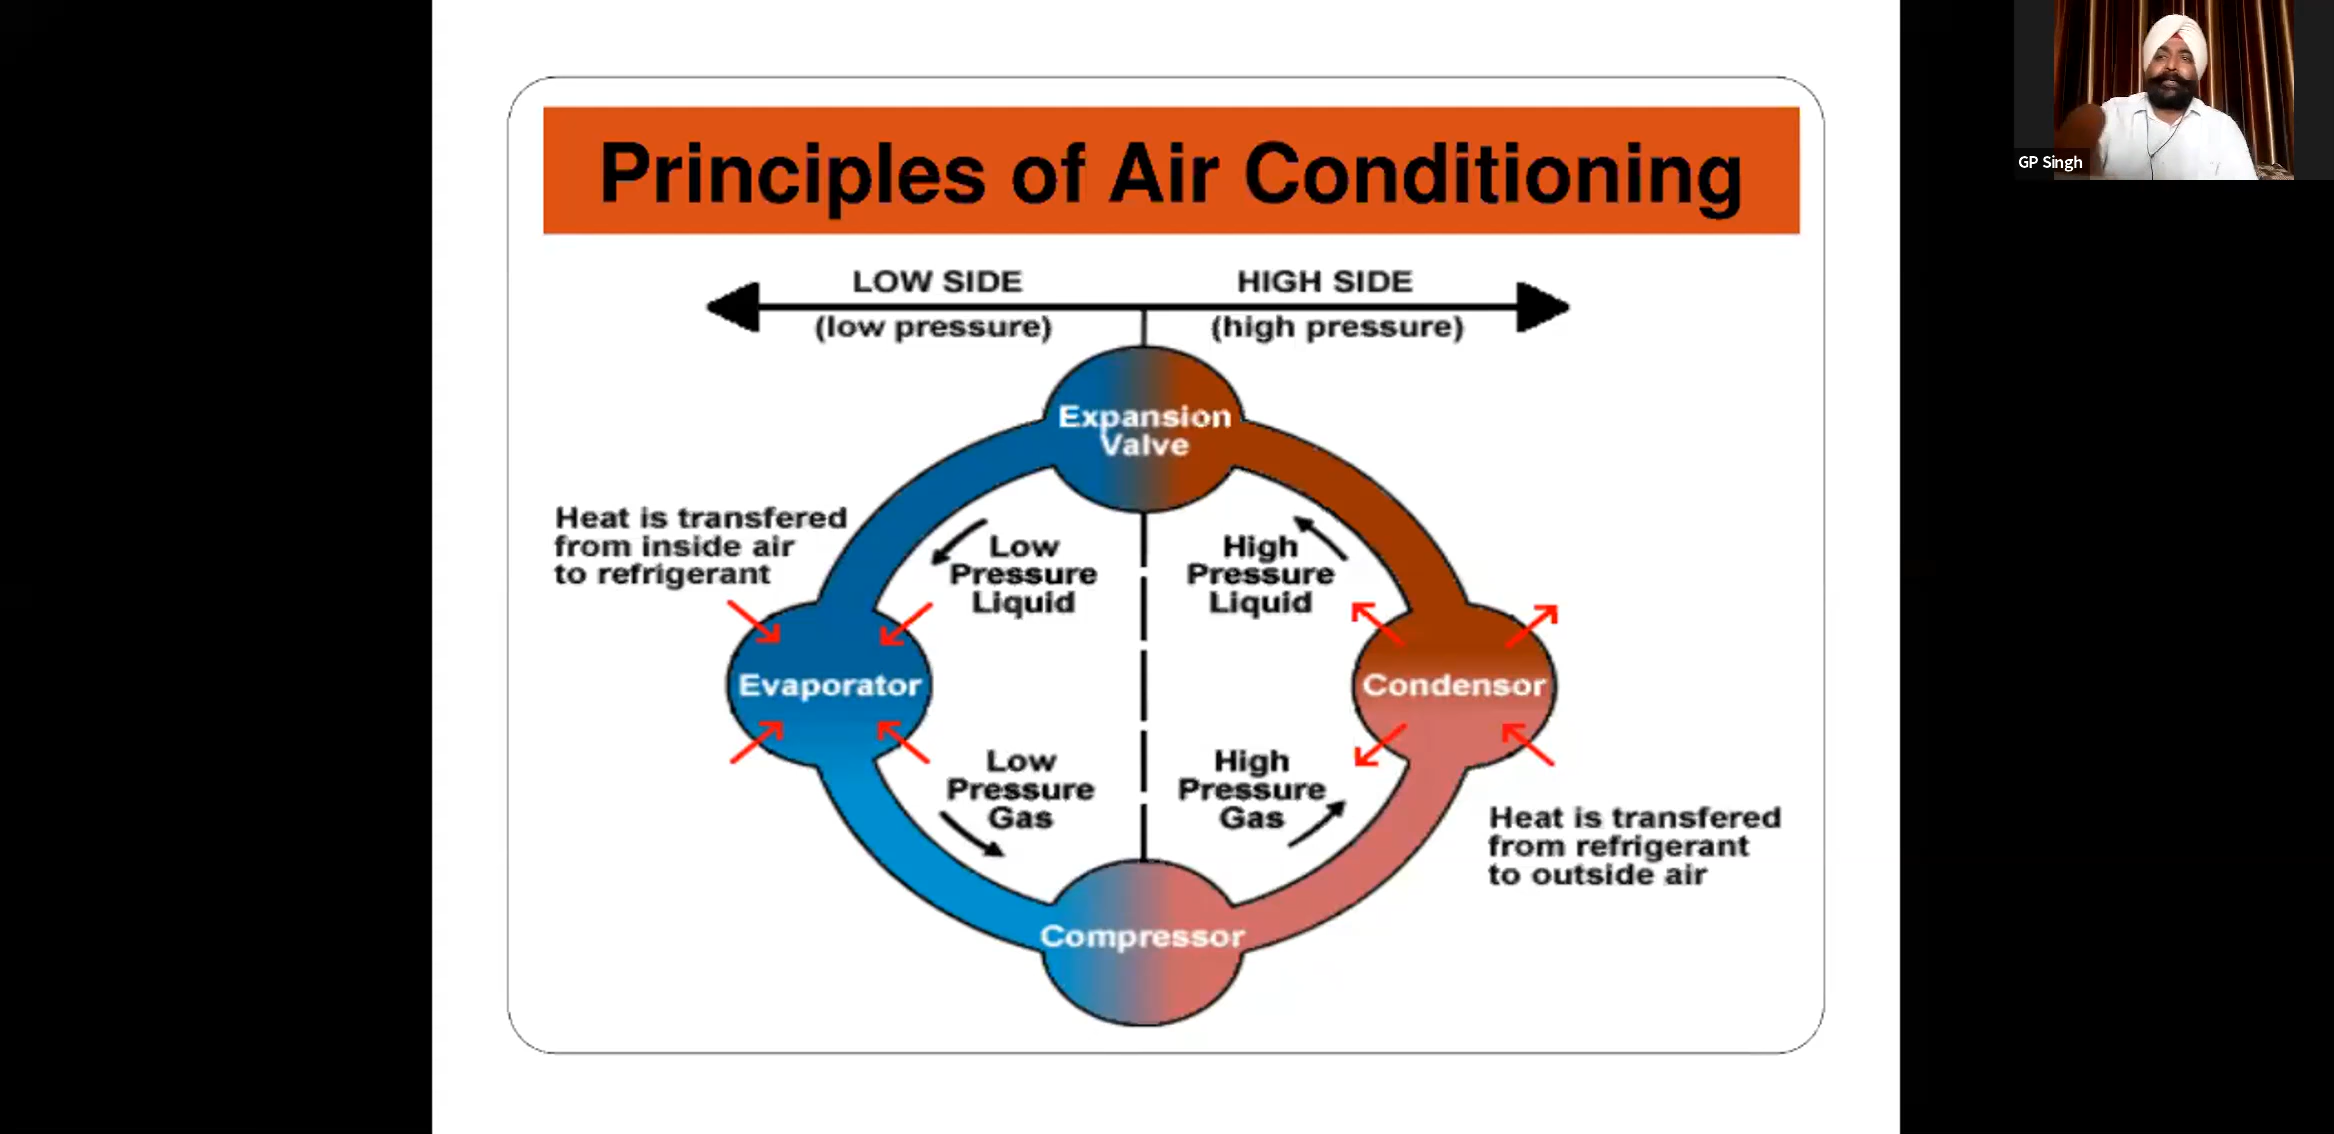 Principles of Air Conditioning
GP Singh
LOW SIDE
(low pressure)
HIGH SIDE
(high pressure)
Expansion
Valve
Heat is transfered
from inside air
to refrigerant
Low
Pressure
Liquid
High
Pressure
Liquid
Evaporator
Condensor
Low
Pressure
Gas
High
Pressure
Gas
Heat is transfered
from refrigerant
to outside air
Compressor